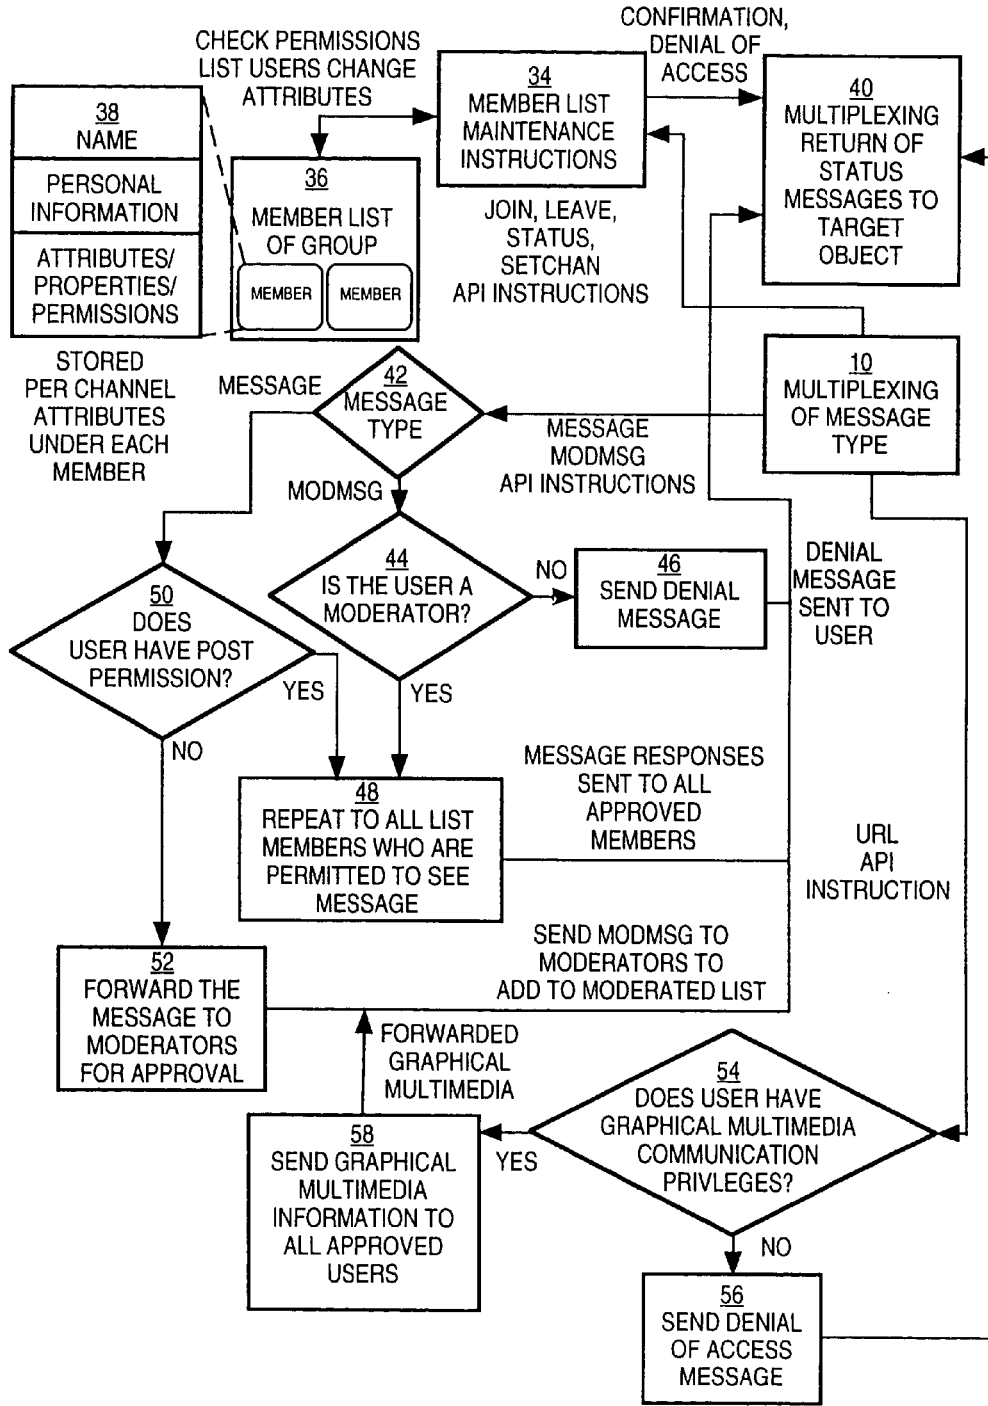 CONFIRMATION,
DENIAL OF
ACCESS
CHECK PERMISSIONS
LIST USERS CHANGE
ATTRIBUTES
34
MEMBER LIST
MAINTENANCE
INSTRUCTIONS
40
MULTIPLEXING
RETURN OF
STATUS
MESSAGES TO
TARGET
OBJECT
38
NAME
PERSONAL
INFORMATION
ATTRIBUTES/
PROPERTIES/
PERMISSIONS
36
MEMBER LIST
OF GROUP
MEMBER
MEMBER
JOIN, LEAVE,
STATUS,
SETCHAN
API INSTRUCTIONS
STORED
PER CHANNEL
ATTRIBUTES
UNDER EACH
MEMBER
MESSAGE
42
MESSAGE
TYPE
10
MULTIPLEXING
OF MESSAGE
TYPE
MESSAGE
MODMSG
API INSTRUCTIONS
MODMSG
44
IS THE USER A
MODERATOR?
NO
46
SEND DENIAL
MESSAGE
DENIAL
MESSAGE
SENT TO
USER
50
DOES
USER HAVE POST
PERMISSION?
YES
YES
NO
48
REPEAT TO ALL LIST
MEMBERS WHO ARE
PERMITTED TO SEE
MESSAGE
MESSAGE RESPONSES
SENT TO ALL
APPROVED
MEMBERS
URL
API
INSTRUCTION
52
FORWARD THE
MESSAGE TO
MODERATORS
FOR APPROVAL
SEND MODMSG TO
MODERATORS TO
ADD TO MODERATED LIST
FORWARDED
GRAPHICAL
MULTIMEDIA
54
DOES USER HAVE
GRAPHICAL MULTIMEDIA
COMMUNICATION
PRIVLEGES?
YES
58
SEND GRAPHICAL
MULTIMEDIA
INFORMATION TO
ALL APPROVED
USERS
NO
56
SEND DENIAL
OF ACCESS
MESSAGE